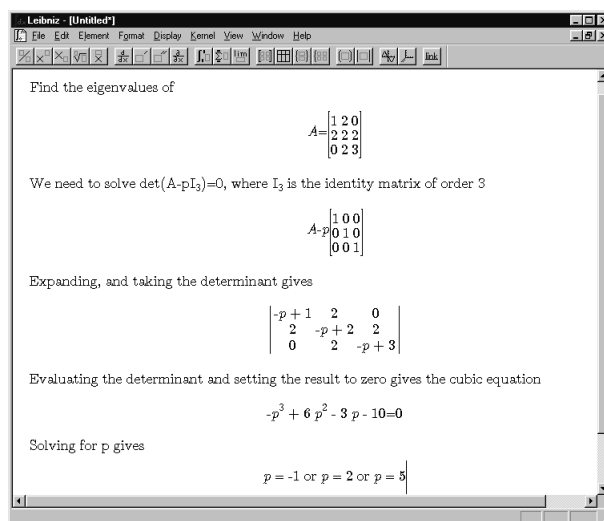 Leibniz - [Untitled*]
File Edit Element Format Display Kernel View Window Help
link
Find the eigenvalues of
A=[1 2 0
2 2 2
0 2 3]
We need to solve det(A-pI₃)=0, where I₃ is the identity matrix of order 3
A-p[1 0 0
0 1 0
0 0 1]
Expanding, and taking the determinant gives
|-p + 1 2 0
2 -p + 2 2
0 2 -p + 3|
Evaluating the determinant and setting the result to zero gives the cubic equation
-p³ + 6 p² - 3 p - 10=0
Solving for p gives
p = -1 or p = 2 or p = 5